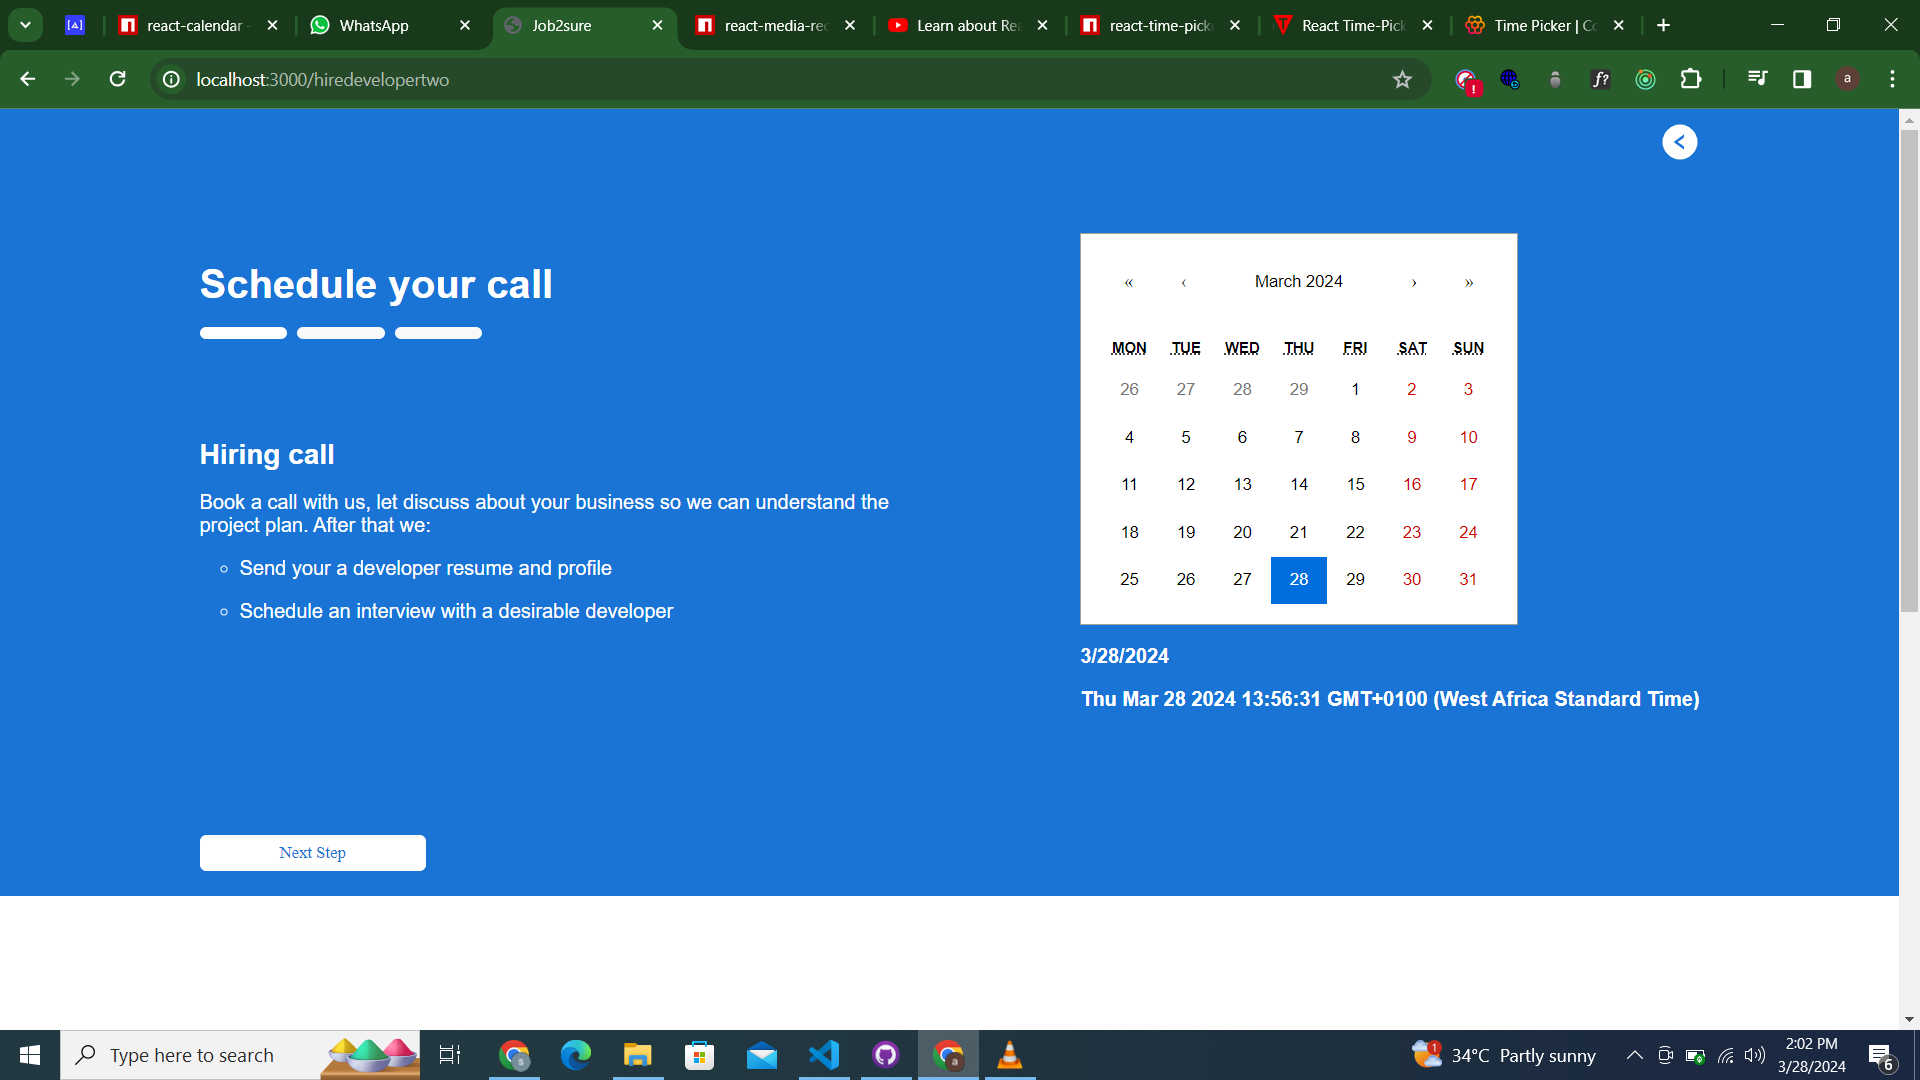 react-calendar
WhatsApp
Job2sure
react-media-rec
Learn about Rea
react-time-picke
React Time-Pick
Time Picker | Co
localhost:3000/hiredevelopertwo
f?
a
Schedule your call
Hiring call
Book a call with us, let discuss about your business so we can understand the
project plan. After that we:
Send your a developer resume and profile
Schedule an interview with a desirable developer
Next Step
« ‹ March 2024 › »
MON TUE WED THU FRI SAT SUN
26 27 28 29 1 2 3
4 5 6 7 8 9 10
11 12 13 14 15 16 17
18 19 20 21 22 23 24
25 26 27 28 29 30 31
3/28/2024
Thu Mar 28 2024 13:56:31 GMT+0100 (West Africa Standard Time)
Type here to search
s
a
1
34°C Partly sunny
2:02 PM
3/28/2024
6